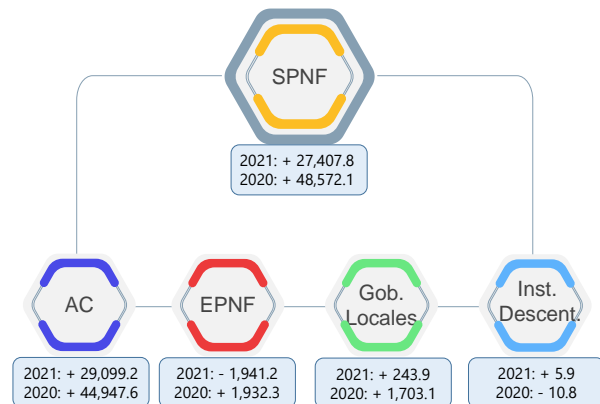 SPNF
2021: + 27,407.8
2020: + 48,572.1
AC
2021: + 29,099.2
2020: + 44,947.6
EPNF
2021: - 1,941.2
2020: + 1,932.3
Gob.
Locales
2021: + 243.9
2020: + 1,703.1
Inst.
Descent.
2021: + 5.9
2020: - 10.8